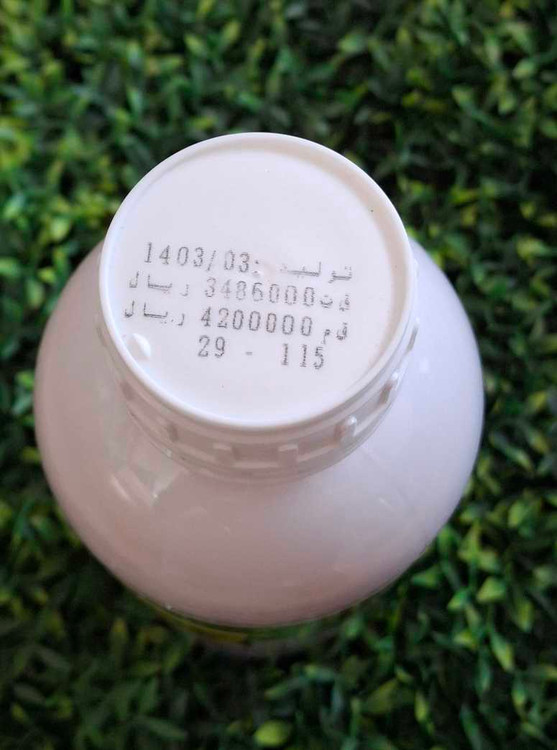 تولید :1403/03
ق‌ت 3486000 ریال
ق‌م 4200000 ریال
29 - 115